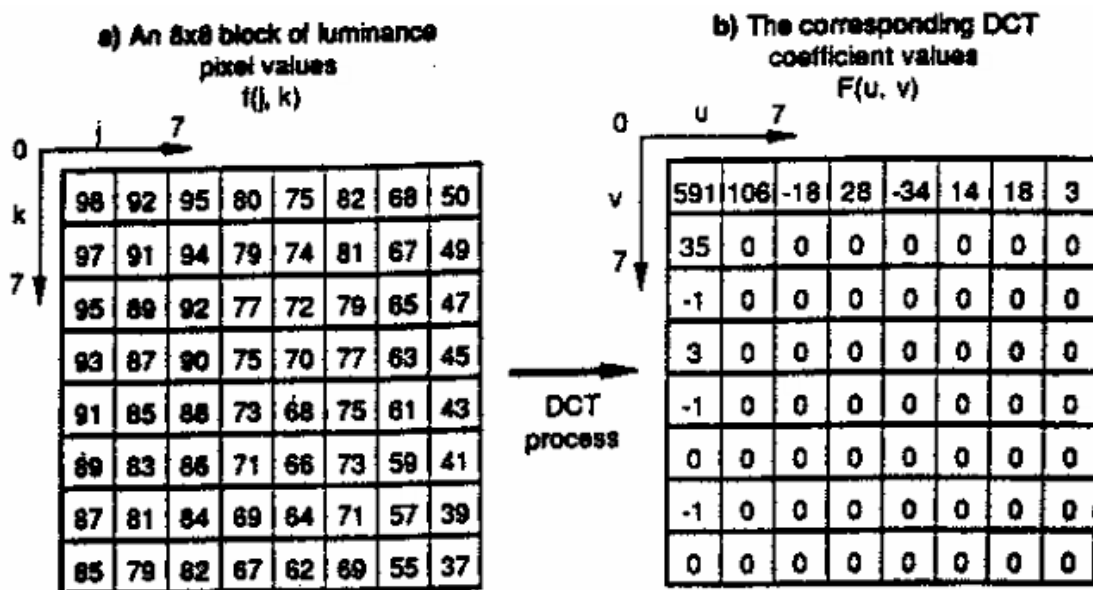 a) An 8x8 block of luminance
pixel values
f(j, k)
b) The corresponding DCT
coefficient values
F(u, v)
0 j 7
k
7
98 92 95 80 75 82 68 50
97 91 94 79 74 81 67 49
95 89 92 77 72 79 65 47
93 87 90 75 70 77 63 45
91 85 88 73 68 75 61 43
89 83 86 71 66 73 59 41
87 81 84 69 64 71 57 39
85 79 82 67 62 69 55 37
DCT
process
0 u 7
v
7
591 106 -18 28 -34 14 18 3
35 0 0 0 0 0 0 0
-1 0 0 0 0 0 0 0
3 0 0 0 0 0 0 0
-1 0 0 0 0 0 0 0
0 0 0 0 0 0 0 0
-1 0 0 0 0 0 0 0
0 0 0 0 0 0 0 0